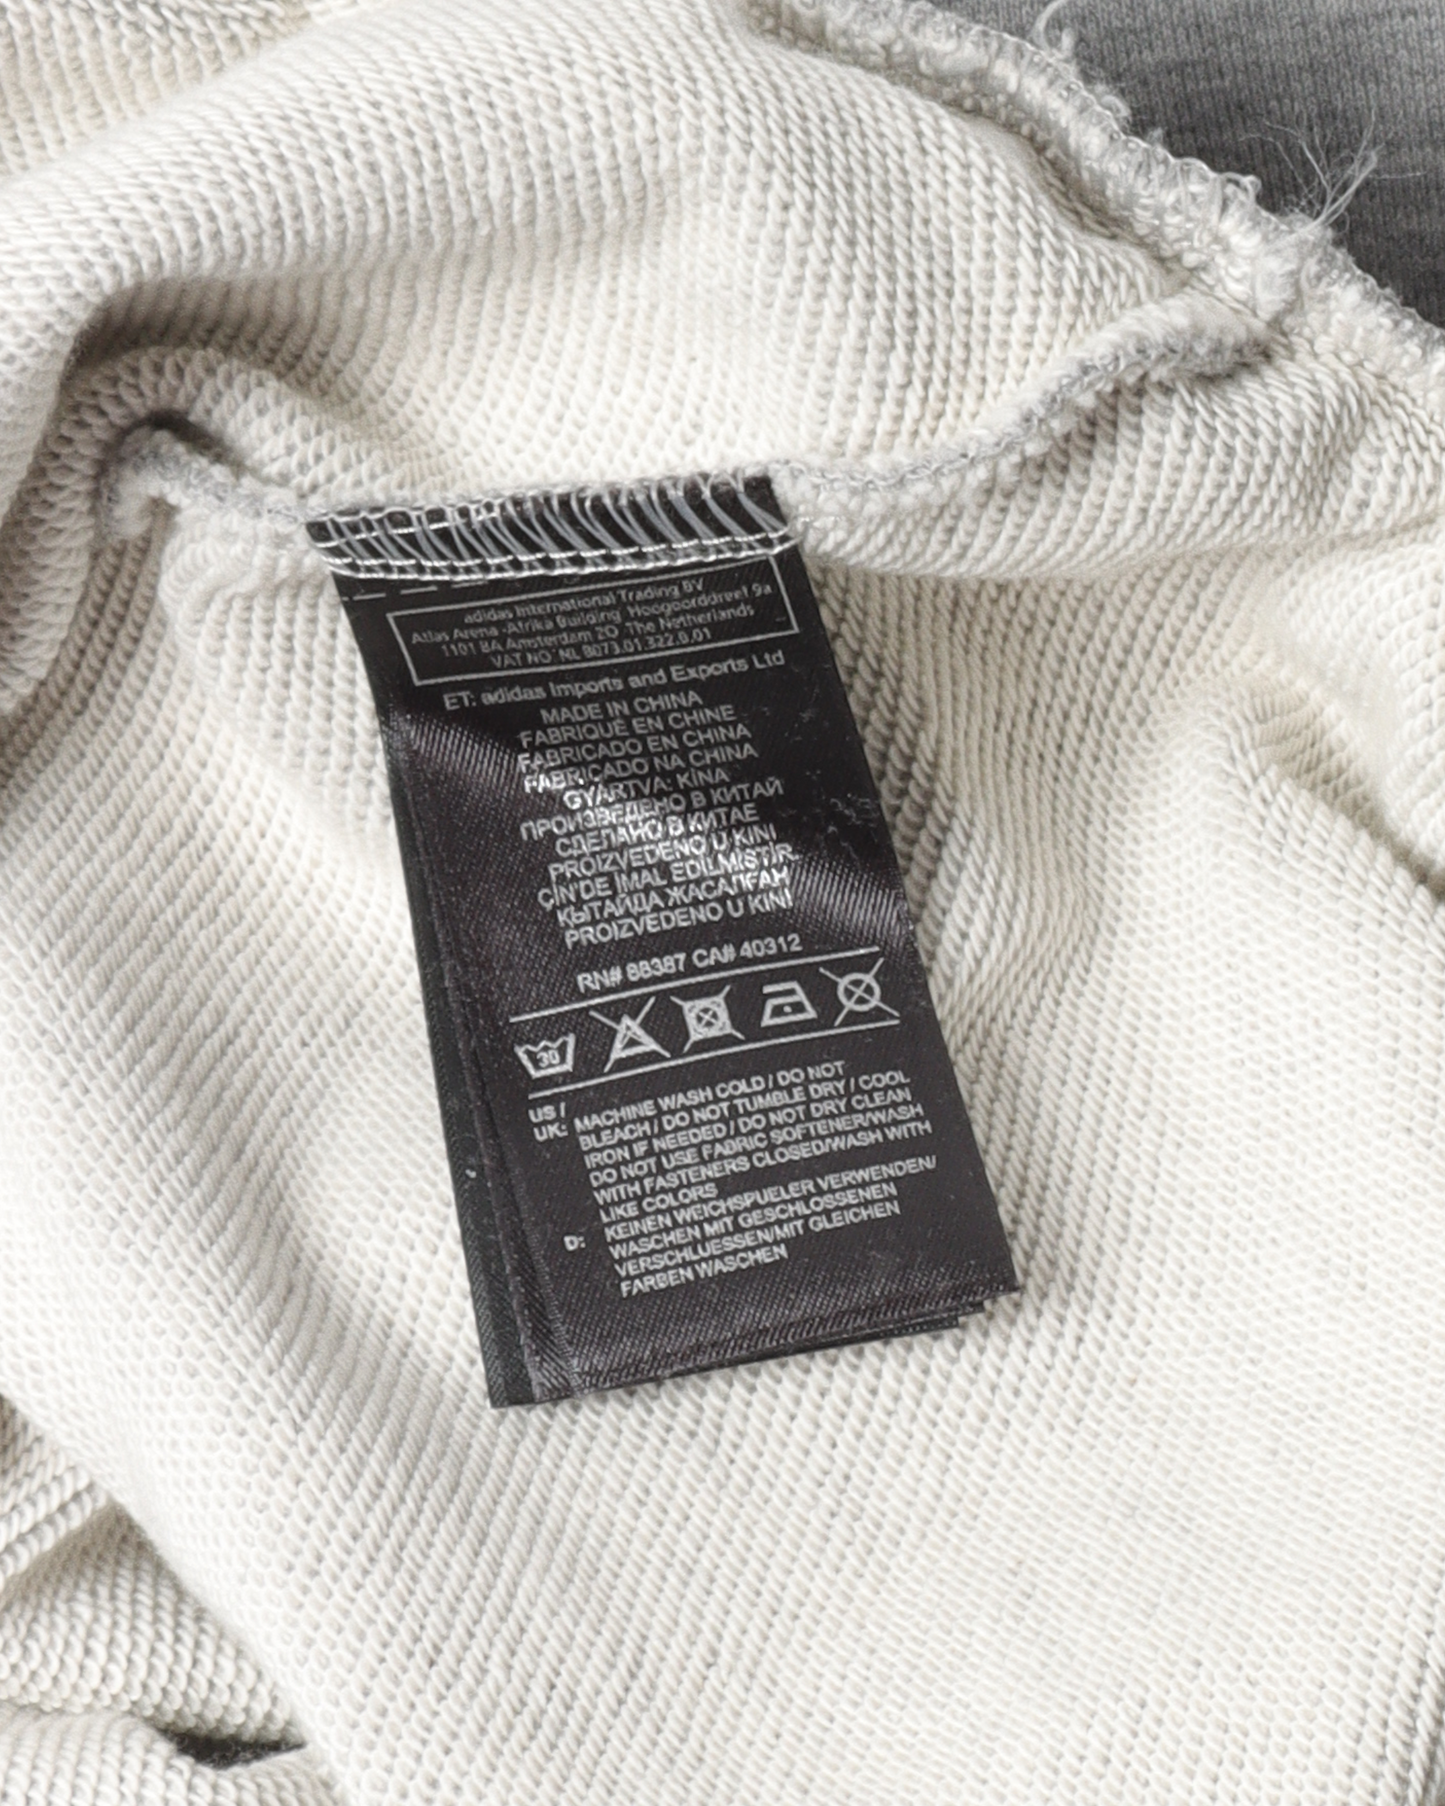 adidas International Trading BV
Atlas Arena -Afrika Building Hoogoorddreef 9a
1101 BA Amsterdam ZO The Netherlands
VAT NO NL 8073.01.322.B.01
ET: adidas Imports and Exports Ltd
MADE IN CHINA
FABRIQUÉ EN CHINE
FABRICADO EN CHINA
FABRICADO NA CHINA
GYÁRTVA: KÍNA
ПРОИЗВЕДЕНО В КИТАЙ
СДЕЛАНО В КИТАЕ
PROIZVEDENO U KINI
ÇİN'DE İMAL EDİLMİŞTİR.
ҚЫТАЙДА ЖАСАЛҒАН
PROIZVEDENO U KINI
RN# 88387 CA# 40312
30
US / UK: MACHINE WASH COLD / DO NOT
BLEACH / DO NOT TUMBLE DRY / COOL
IRON IF NEEDED / DO NOT DRY CLEAN
DO NOT USE FABRIC SOFTENER/WASH
WITH FASTENERS CLOSED/WASH WITH
LIKE COLORS
D: KEINEN WEICHSPUELER VERWENDEN/
WASCHEN MIT GESCHLOSSENEN
VERSCHLUESSEN/MIT GLEICHEN
FARBEN WASCHEN